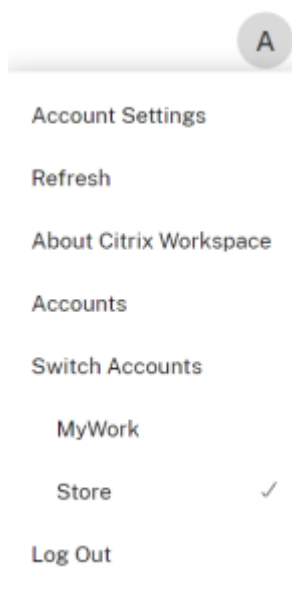 A
Account Settings
Refresh
About Citrix Workspace
Accounts
Switch Accounts
MyWork
Store
Log Out